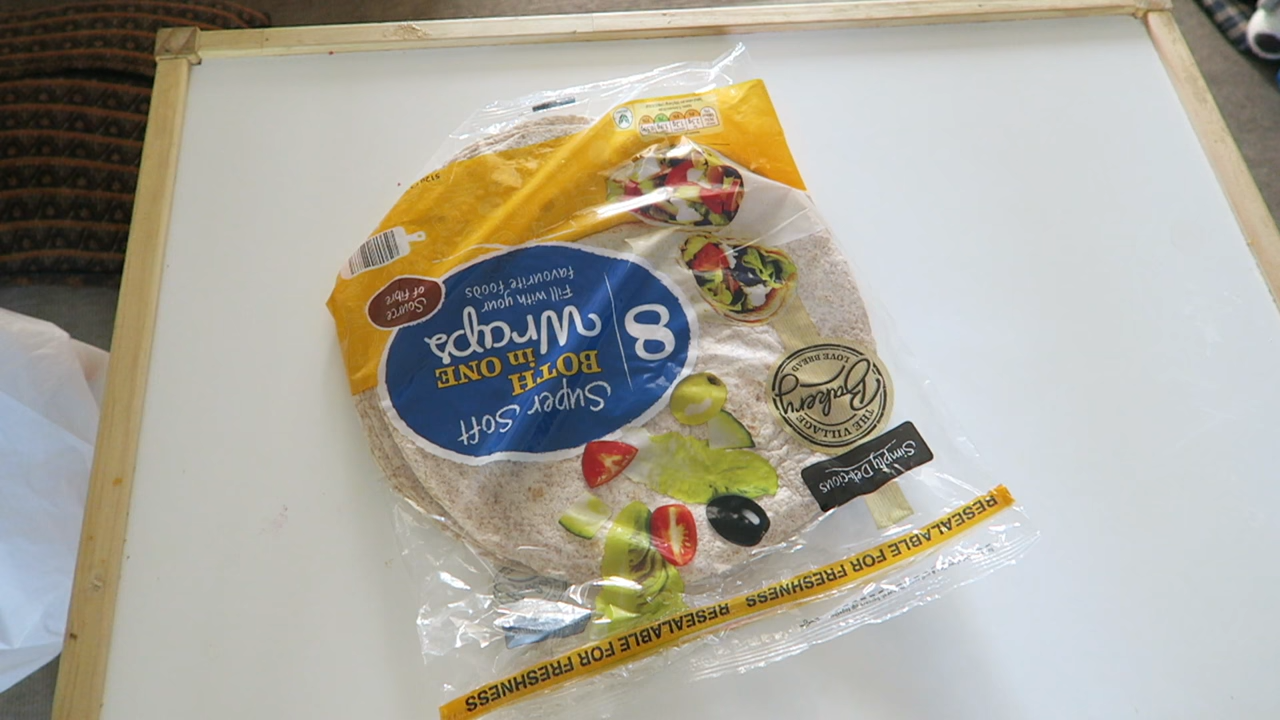 RESEALABLE FOR FRESHNESS RESEALABLE FOR FRESHNESS
Simply Delicious
THE VILLAGE
Bakery
LOVE BREAD
Super Soft
BOTH
in ONE
Wraps
8
Fill with your
favourite foods
Source
of fibre